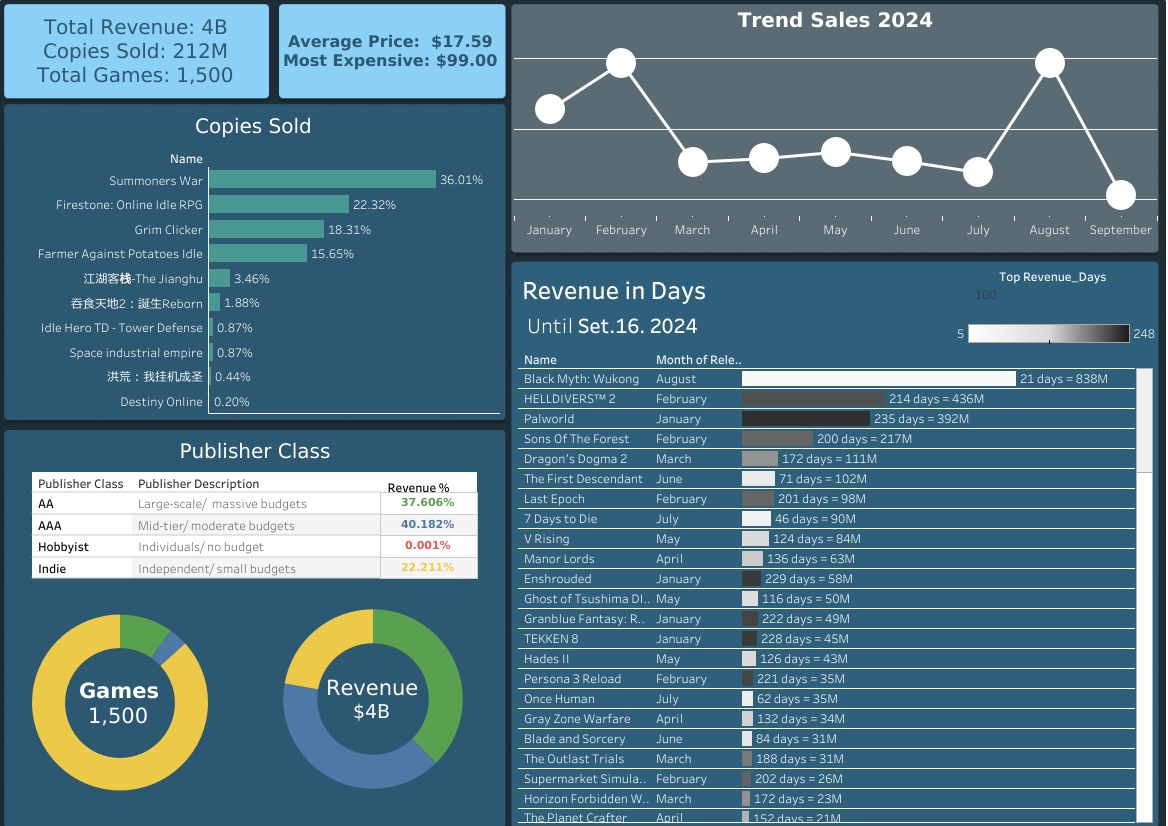 Total Revenue: 4B
Copies Sold: 212M
Total Games: 1,500
Average Price:  $17.59
Most Expensive: $99.00
Copies Sold
Name
Summoners War 36.01%
Firestone: Online Idle RPG 22.32%
Grim Clicker 18.31%
Farmer Against Potatoes Idle 15.65%
江湖客栈-The Jianghu 3.46%
吞食天地2：誕生Reborn 1.88%
Idle Hero TD - Tower Defense 0.87%
Space industrial empire 0.87%
洪荒：我挂机成圣 0.44%
Destiny Online 0.20%
Publisher Class
Publisher Class Publisher Description Revenue %
AA Large-scale/ massive budgets 37.606%
AAA Mid-tier/ moderate budgets 40.182%
Hobbyist Individuals/ no budget 0.001%
Indie Independent/ small budgets 22.211%
Games
1,500
Revenue
$4B
Trend Sales 2024
January February March April May June July August September
Revenue in Days
Until Set.16. 2024
Top Revenue_Days
100
5 248
Name Month of Rele..
Black Myth: Wukong August 21 days = 838M
HELLDIVERS™ 2 February 214 days = 436M
Palworld January 235 days = 392M
Sons Of The Forest February 200 days = 217M
Dragon's Dogma 2 March 172 days = 111M
The First Descendant June 71 days = 102M
Last Epoch February 201 days = 98M
7 Days to Die July 46 days = 90M
V Rising May 124 days = 84M
Manor Lords April 136 days = 63M
Enshrouded January 229 days = 58M
Ghost of Tsushima DI.. May 116 days = 50M
Granblue Fantasy: R.. January 222 days = 49M
TEKKEN 8 January 228 days = 45M
Hades II May 126 days = 43M
Persona 3 Reload February 221 days = 35M
Once Human July 62 days = 35M
Gray Zone Warfare April 132 days = 34M
Blade and Sorcery June 84 days = 31M
The Outlast Trials March 188 days = 31M
Supermarket Simula.. February 202 days = 26M
Horizon Forbidden W.. March 172 days = 23M
The Planet Crafter April 152 days = 21M